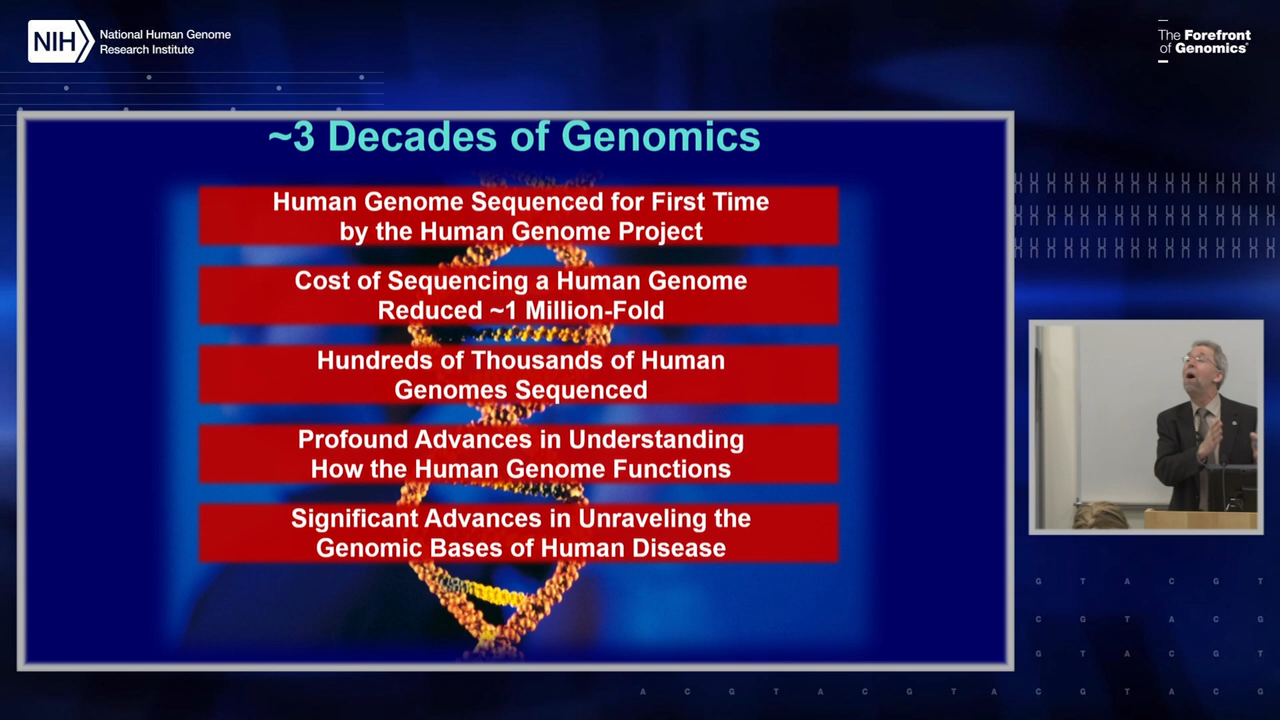 NIH
National Human Genome
Research Institute
The Forefront
of Genomics®
~3 Decades of Genomics
Human Genome Sequenced for First Time
by the Human Genome Project
Cost of Sequencing a Human Genome
Reduced ~1 Million-Fold
Hundreds of Thousands of Human
Genomes Sequenced
Profound Advances in Understanding
How the Human Genome Functions
Significant Advances in Unraveling the
Genomic Bases of Human Disease
G T A C G T
C G T A C G
G T A C G T
A C G T A C G T A C G T A C G